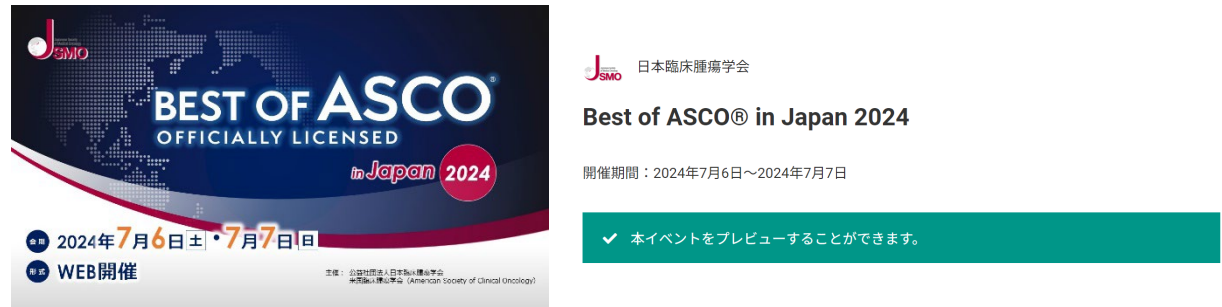 JSMO
BEST OF ASCO®
OFFICIALLY LICENSED
in Japan 2024
会期 2024年7月6日土・7月7日日
形式 WEB開催
主催： 公益社団法人日本臨床腫瘍学会
米国臨床腫瘍学会（American Society of Clinical Oncology）
JSMO 日本臨床腫瘍学会
Best of ASCO® in Japan 2024
開催期間：2024年7月6日〜2024年7月7日
本イベントをプレビューすることができます。